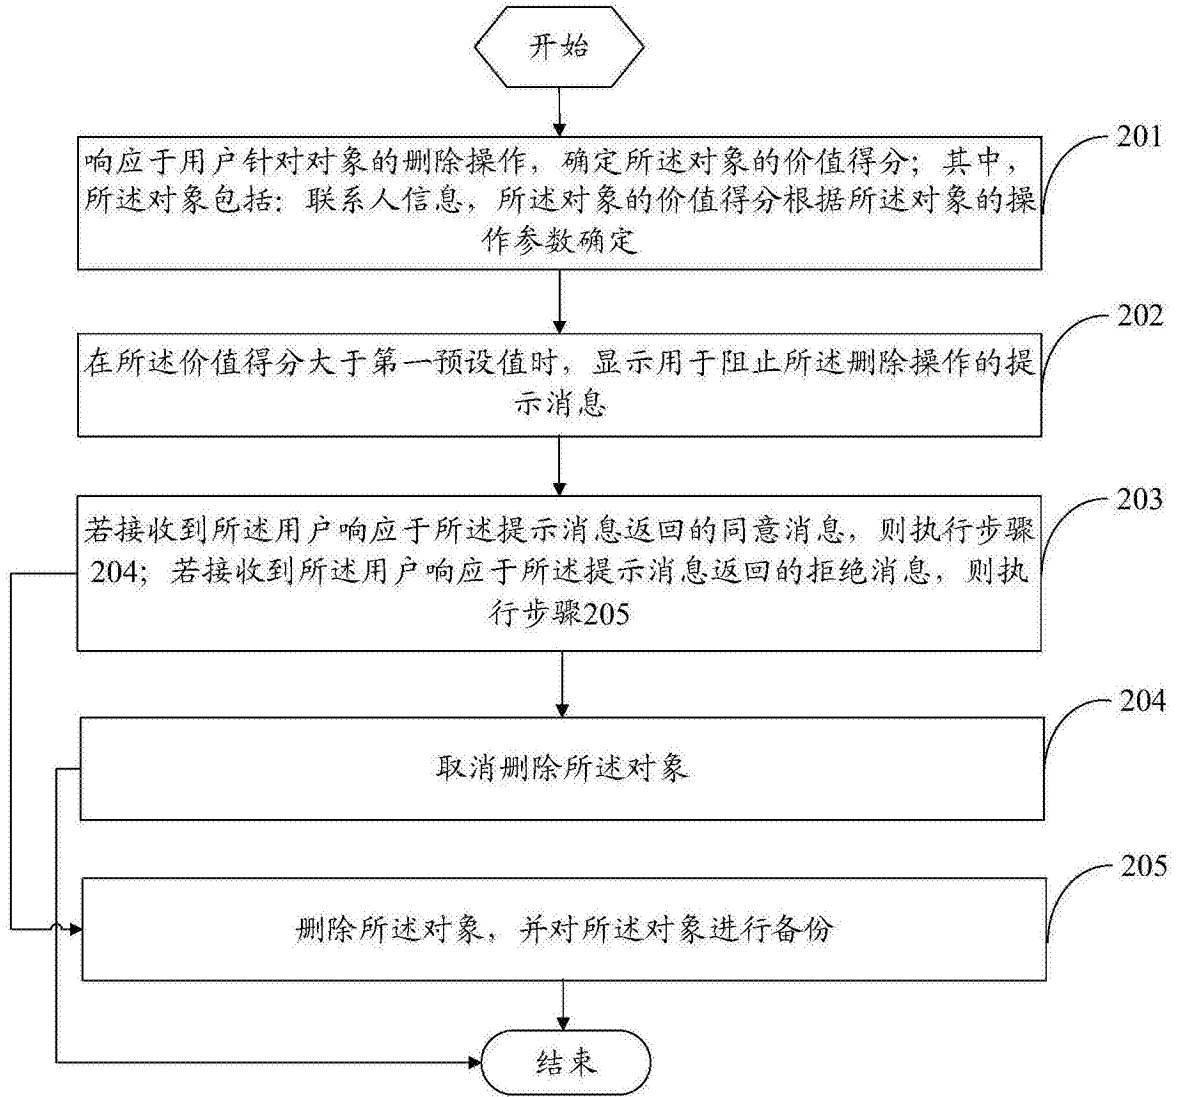 开始
201
响应于用户针对对象的删除操作，确定所述对象的价值得分；其中，
所述对象包括：联系人信息，所述对象的价值得分根据所述对象的操
作参数确定
202
在所述价值得分大于第一预设值时，显示用于阻止所述删除操作的提
示消息
203
若接收到所述用户响应于所述提示消息返回的同意消息，则执行步骤
204；若接收到所述用户响应于所述提示消息返回的拒绝消息，则执
行步骤205
204
取消删除所述对象
205
删除所述对象，并对所述对象进行备份
结束